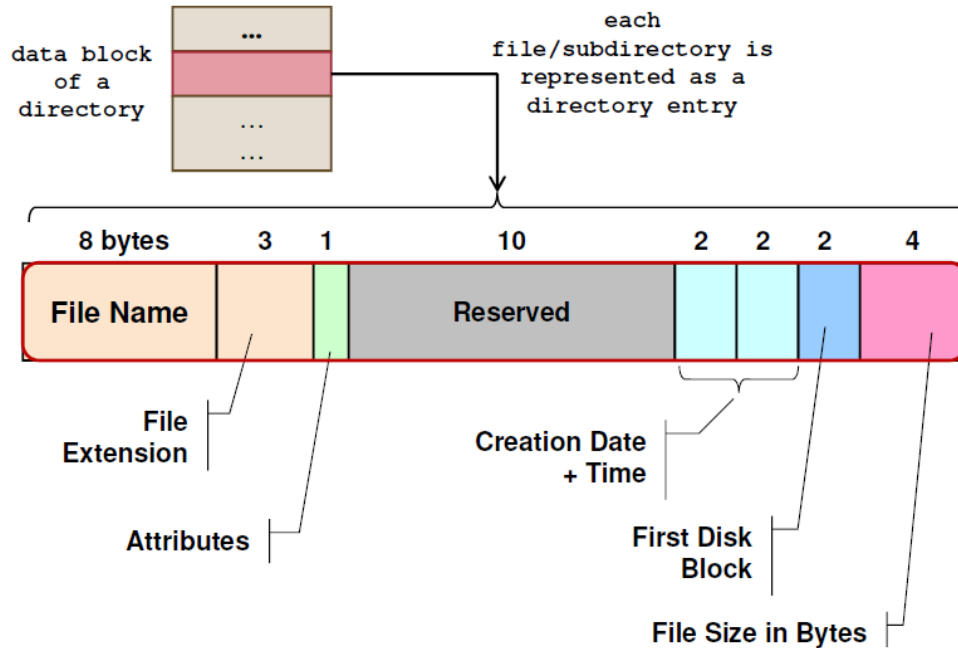 each
file/subdirectory is
represented as a
directory entry
data block
of a
directory
...
...
...
8 bytes 3 1 10 2 2 2 4
File Name
Reserved
File
Extension
Attributes
Creation Date
+ Time
First Disk
Block
File Size in Bytes